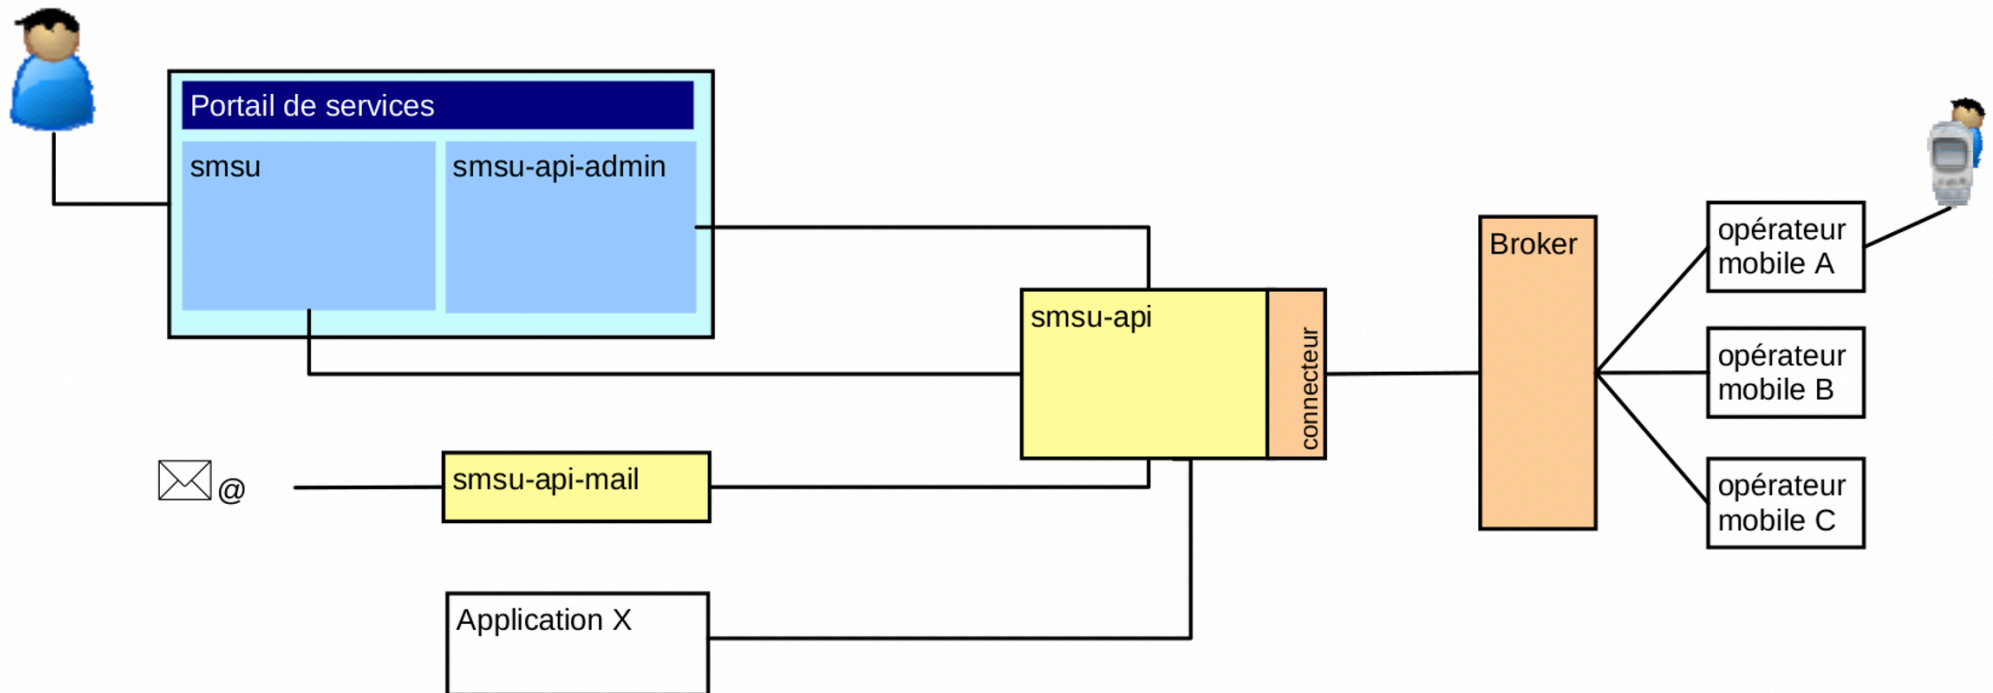 Portail de services
smsu
smsu-api-admin
smsu-api
connecteur
Broker
opérateur
mobile A
opérateur
mobile B
opérateur
mobile C
@
smsu-api-mail
Application X